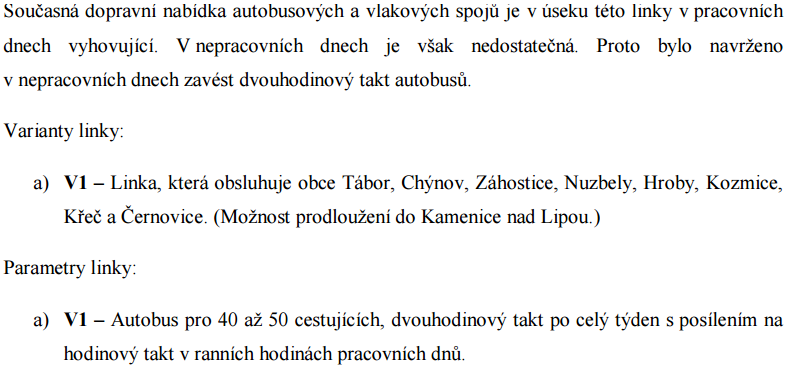 Současná dopravní nabídka autobusových a vlakových spojů je v úseku této linky v pracovních
dnech vyhovující. V nepracovních dnech je však nedostatečná. Proto bylo navrženo
v nepracovních dnech zavést dvouhodinový takt autobusů.
Varianty linky:
a) V1 – Linka, která obsluhuje obce Tábor, Chýnov, Záhostice, Nuzbely, Hroby, Kozmice,
Křeč a Černovice. (Možnost prodloužení do Kamenice nad Lipou.)
Parametry linky:
a) V1 – Autobus pro 40 až 50 cestujících, dvouhodinový takt po celý týden s posílením na
hodinový takt v ranních hodinách pracovních dnů.